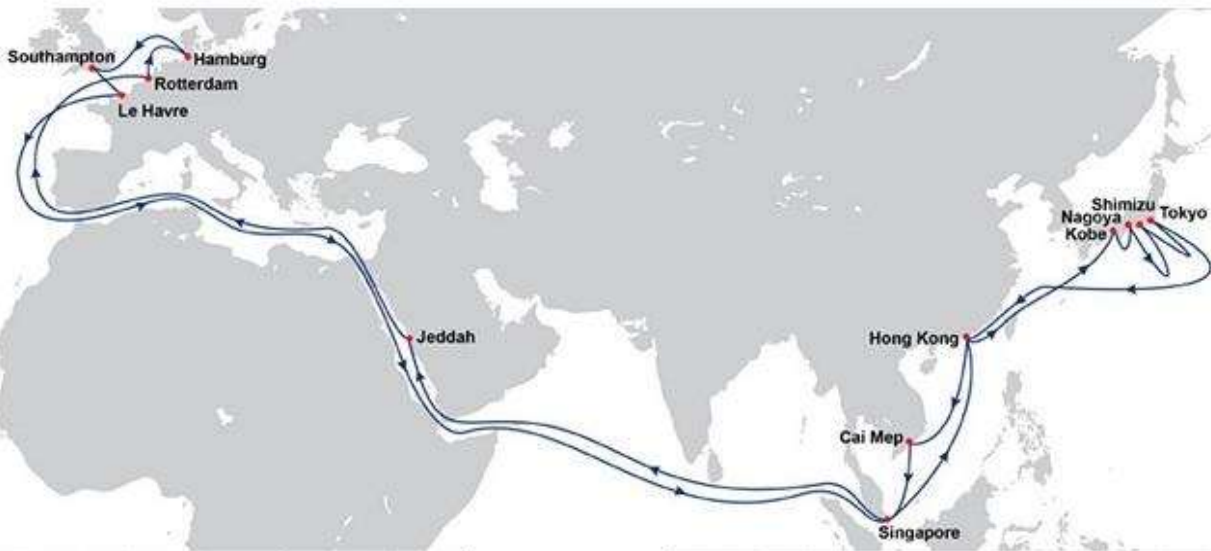 Southampton
Hamburg
Rotterdam
Le Havre
Shimizu
Nagoya
Tokyo
Kobe
Jeddah
Hong Kong
Cai Mep
Singapore